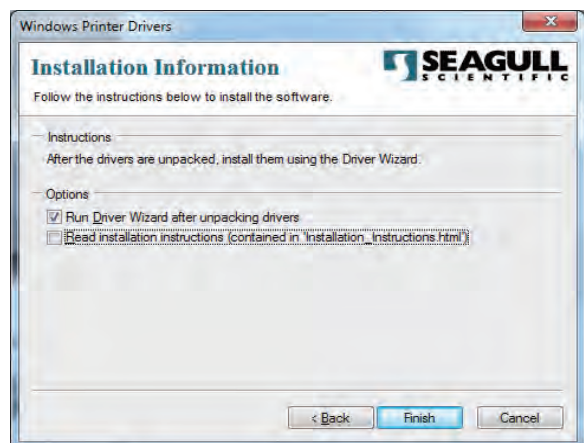 Windows Printer Drivers
Installation Information
SEAGULL
SCIENTIFIC
Follow the instructions below to install the software.
Instructions
After the drivers are unpacked, install them using the Driver Wizard.
Options
Run Driver Wizard after unpacking drivers
Read installation instructions (contained in 'Installation_Instructions.html')
< Back
Finish
Cancel